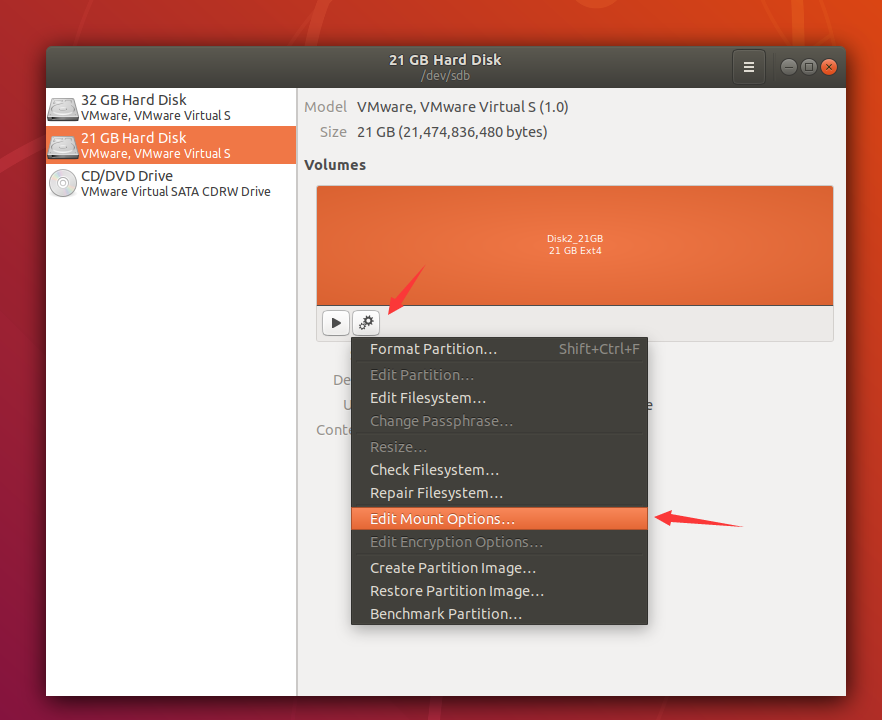 21 GB Hard Disk
/dev/sdb
32 GB Hard Disk
VMware, VMware Virtual S
21 GB Hard Disk
VMware, VMware Virtual S
CD/DVD Drive
VMware Virtual SATA CDRW Drive
Model VMware, VMware Virtual S (1.0)
Size 21 GB (21,474,836,480 bytes)
Volumes
Disk2_21GB
21 GB Ext4
Format Partition… Shift+Ctrl+F
Edit Partition…
Edit Filesystem…
Change Passphrase…
Resize…
Check Filesystem…
Repair Filesystem…
Edit Mount Options…
Edit Encryption Options…
Create Partition Image…
Restore Partition Image…
Benchmark Partition…